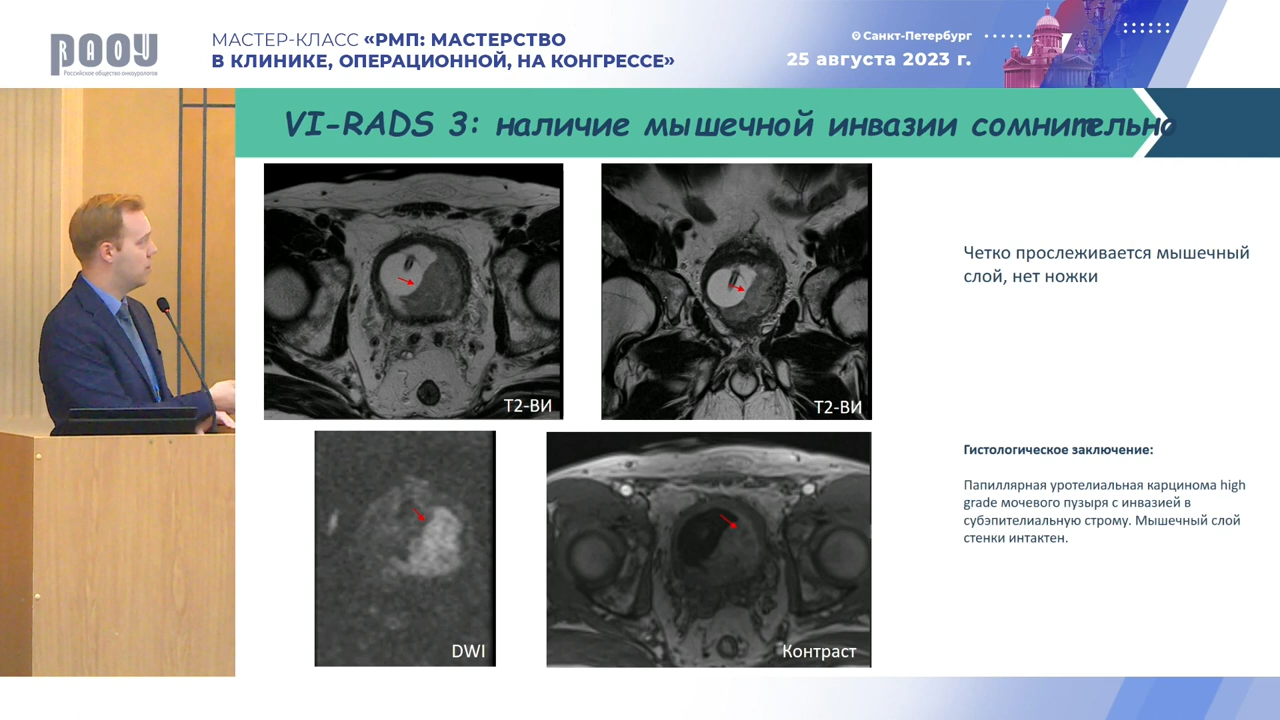 РАОУ
Российское общество онкоурологов
МАСТЕР-КЛАСС «РМП: МАСТЕРСТВО
В КЛИНИКЕ, ОПЕРАЦИОННОЙ, НА КОНГРЕССЕ»
Санкт-Петербург
25 августа 2023 г.
VI-RADS 3: наличие мышечной инвазии сомнительно
Т2-ВИ
Т2-ВИ
Четко прослеживается мышечный
слой, нет ножки
DWI
Контраст
Гистологическое заключение:
Папиллярная уротелиальная карцинома high
grade мочевого пузыря с инвазией в
субэпителиальную строму. Мышечный слой
стенки интактен.